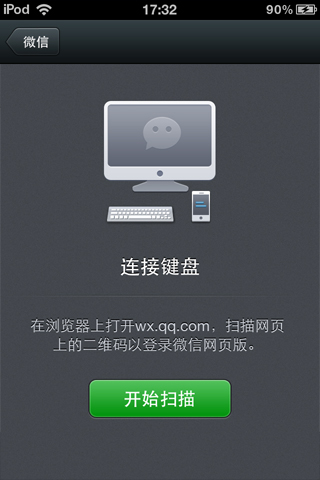 iPod 17:32 90%
微信
连接键盘
在浏览器上打开wx.qq.com，扫描网页
上的二维码以登录微信网页版。
开始扫描